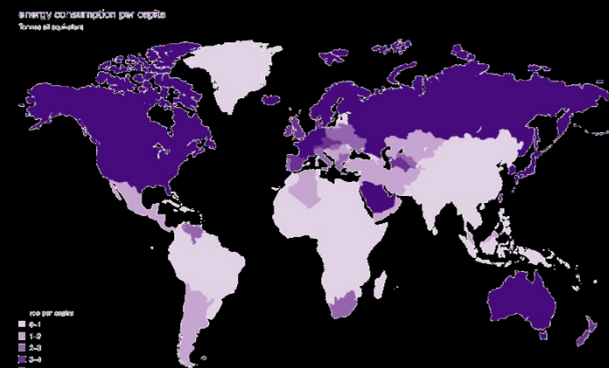 energy consumption per capita
Tonnes oil equivalent
toe per capita
0-1
1-2
2-3
3-4